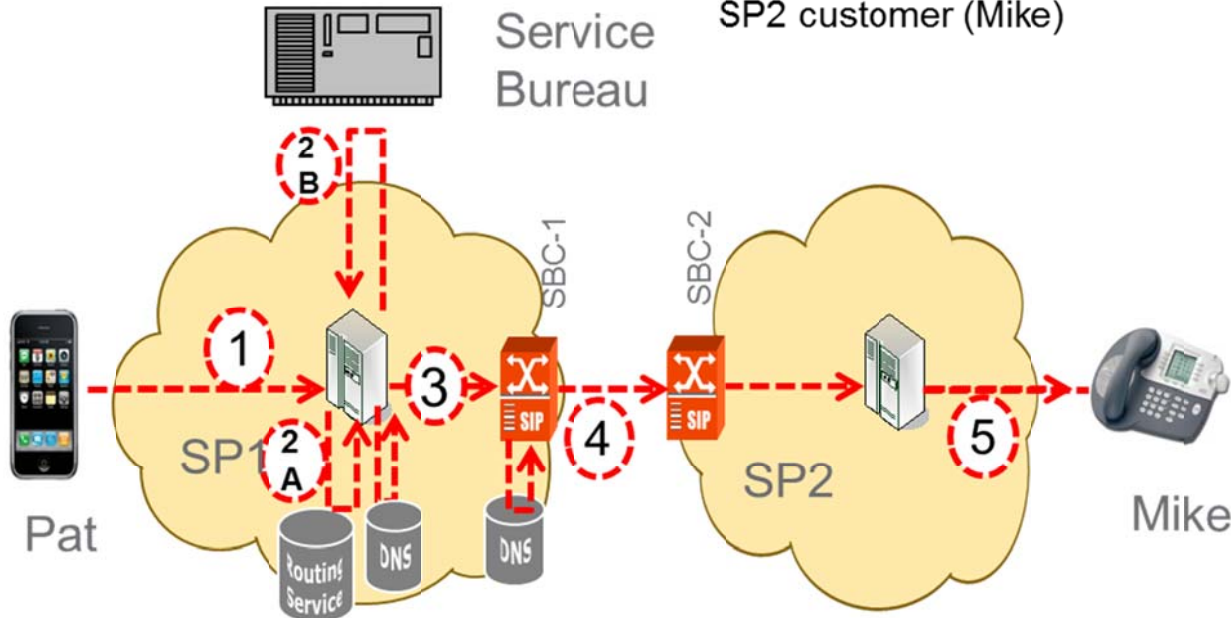 SP2 customer (Mike)
Service
Bureau
2
B
SBC-1
SBC-2
1
3
SIP
4
SIP
5
SP1
2
A
SP2
Pat
Mike
Routing
Service
DNS
DNS